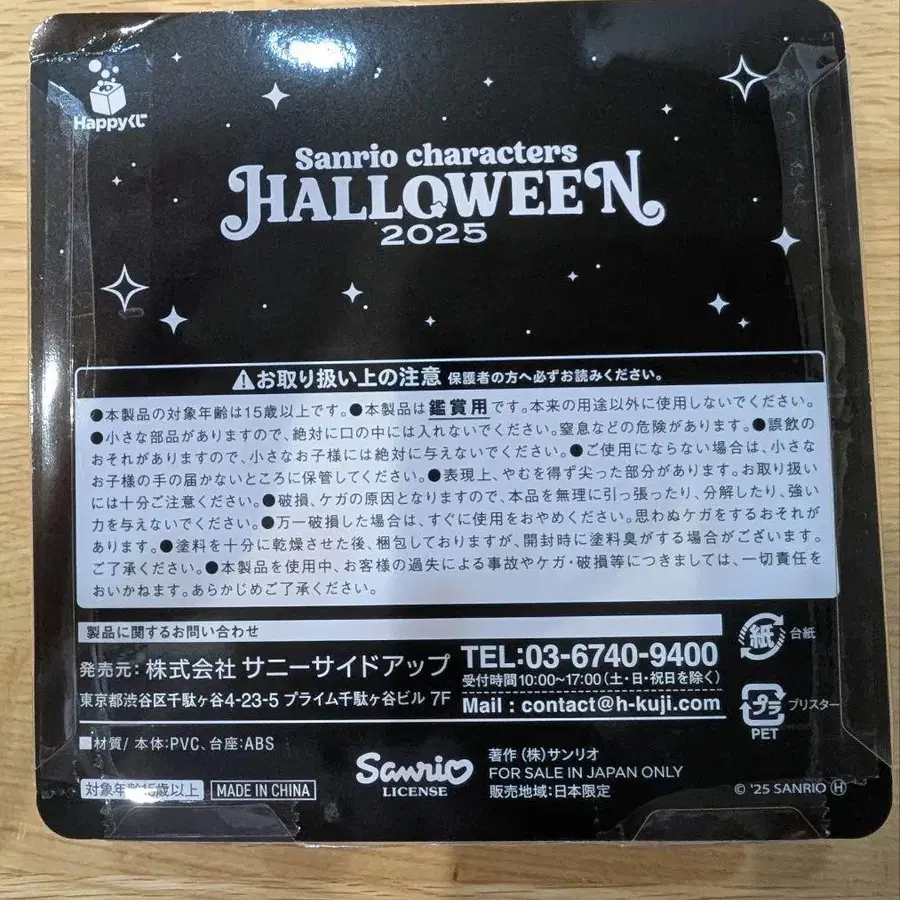 Happyくじ
Sanrio characters
HALLOWEEN
2025
⚠お取り扱い上の注意 保護者の方へ必ずお読みください。
●本製品の対象年齢は15歳以上です。●本製品は鑑賞用です。本来の用途以外に使用しないでください。
●小さな部品がありますので、絶対に口の中には入れないでください。窒息などの危険があります。●誤飲の
おそれがありますので、小さなお子様には絶対に与えないでください。●ご使用にならない場合は、小さな
お子様の手の届かないところに保管してください。●表現上、やむを得ず尖った部分があります。お取り扱い
には十分ご注意ください。●破損、ケガの原因となりますので、本品を無理に引っ張ったり、分解したり、強い
力を与えないでください。●万一破損した場合は、すぐに使用をおやめください。思わぬケガをするおそれが
あります。●塗料を十分に乾燥させた後、梱包しておりますが、開封時に塗料臭がする場合がございます。
ご了承ください。●本製品を使用中、お客様の過失による事故やケガ・破損等につきましては、一切責任を
おいかねます。あらかじめご了承ください。
製品に関するお問い合わせ
発売元:株式会社 サニーサイドアップ
東京都渋谷区千駄ヶ谷4-23-5 プライム千駄ヶ谷ビル 7F
TEL:03-6740-9400
受付時間10:00~17:00(土・日・祝日を除く)
Mail : contact@h-kuji.com
紙 台紙
プラ ブリスター
PET
■材質/ 本体:PVC、台座:ABS
対象年齢15歳以上
MADE IN CHINA
Sanrio
LICENSE
著作 (株)サンリオ
FOR SALE IN JAPAN ONLY
販売地域:日本限定
© '25 SANRIO Ⓗ